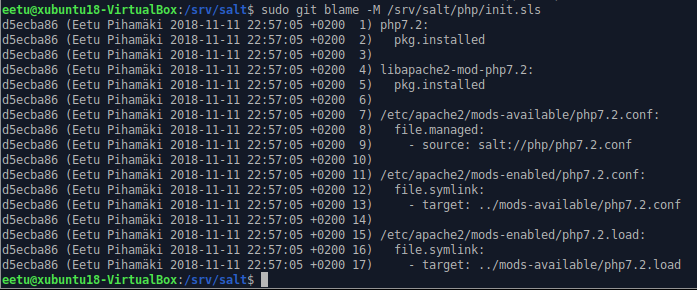 eetu@xubuntu18-VirtualBox:/srv/salt$ sudo git blame -M /srv/salt/php/init.sls
d5ecba86 (Eetu Pihamäki 2018-11-11 22:57:05 +0200  1) php7.2:
d5ecba86 (Eetu Pihamäki 2018-11-11 22:57:05 +0200  2)   pkg.installed
d5ecba86 (Eetu Pihamäki 2018-11-11 22:57:05 +0200  3)
d5ecba86 (Eetu Pihamäki 2018-11-11 22:57:05 +0200  4) libapache2-mod-php7.2:
d5ecba86 (Eetu Pihamäki 2018-11-11 22:57:05 +0200  5)   pkg.installed
d5ecba86 (Eetu Pihamäki 2018-11-11 22:57:05 +0200  6)
d5ecba86 (Eetu Pihamäki 2018-11-11 22:57:05 +0200  7) /etc/apache2/mods-available/php7.2.conf:
d5ecba86 (Eetu Pihamäki 2018-11-11 22:57:05 +0200  8)   file.managed:
d5ecba86 (Eetu Pihamäki 2018-11-11 22:57:05 +0200  9)     - source: salt://php/php7.2.conf
d5ecba86 (Eetu Pihamäki 2018-11-11 22:57:05 +0200 10)
d5ecba86 (Eetu Pihamäki 2018-11-11 22:57:05 +0200 11) /etc/apache2/mods-enabled/php7.2.conf:
d5ecba86 (Eetu Pihamäki 2018-11-11 22:57:05 +0200 12)   file.symlink:
d5ecba86 (Eetu Pihamäki 2018-11-11 22:57:05 +0200 13)     - target: ../mods-available/php7.2.conf
d5ecba86 (Eetu Pihamäki 2018-11-11 22:57:05 +0200 14)
d5ecba86 (Eetu Pihamäki 2018-11-11 22:57:05 +0200 15) /etc/apache2/mods-enabled/php7.2.load:
d5ecba86 (Eetu Pihamäki 2018-11-11 22:57:05 +0200 16)   file.symlink:
d5ecba86 (Eetu Pihamäki 2018-11-11 22:57:05 +0200 17)     - target: ../mods-available/php7.2.load
eetu@xubuntu18-VirtualBox:/srv/salt$